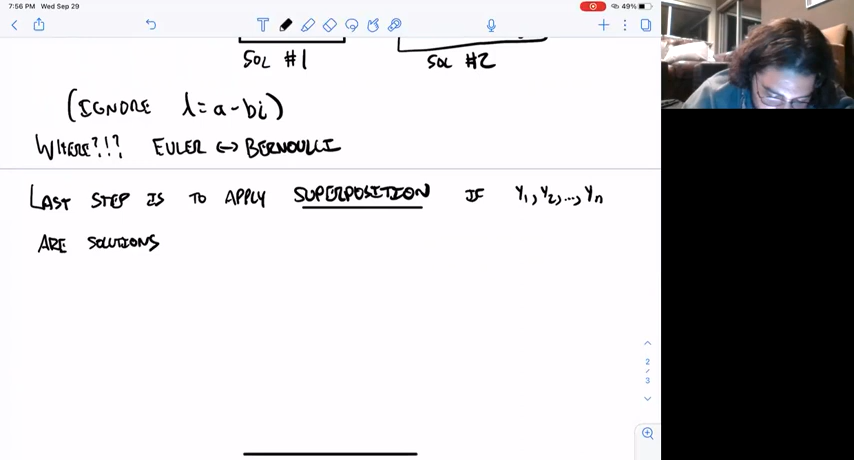 7:56 PM Wed Sep 29
49%
SOL #1 SOL #2
(IGNORE λ=a-bi)
WHERE?!? EULER ↔ BERNOULLI
LAST STEP IS TO APPLY SUPERPOSITION IF Y₁, Y₂, ..., Yₙ
ARE SOLUTIONS
2
/
3